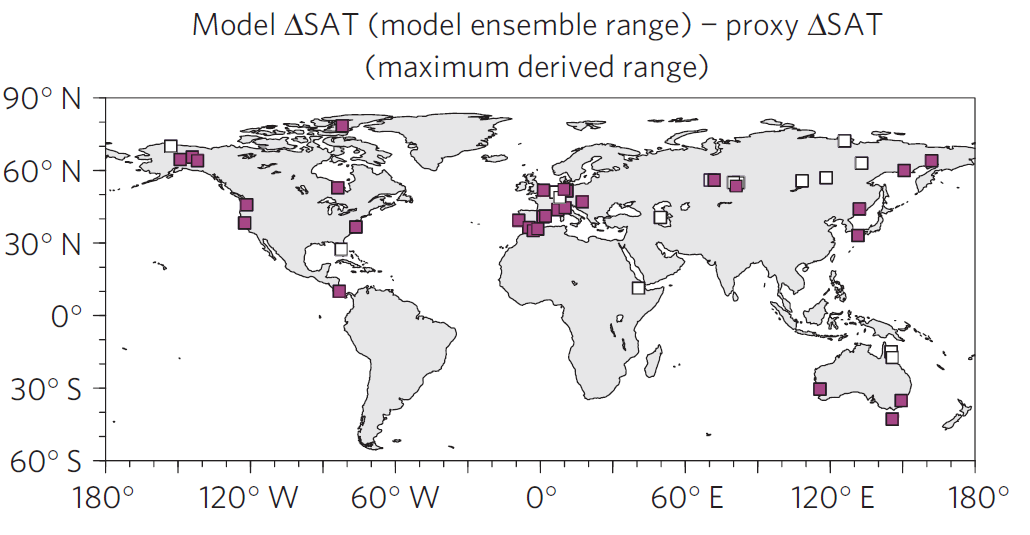 Model ΔSAT (model ensemble range) – proxy ΔSAT
(maximum derived range)
90° N
60° N
30° N
0°
30° S
60° S
180° 120° W 60° W 0° 60° E 120° E 180°